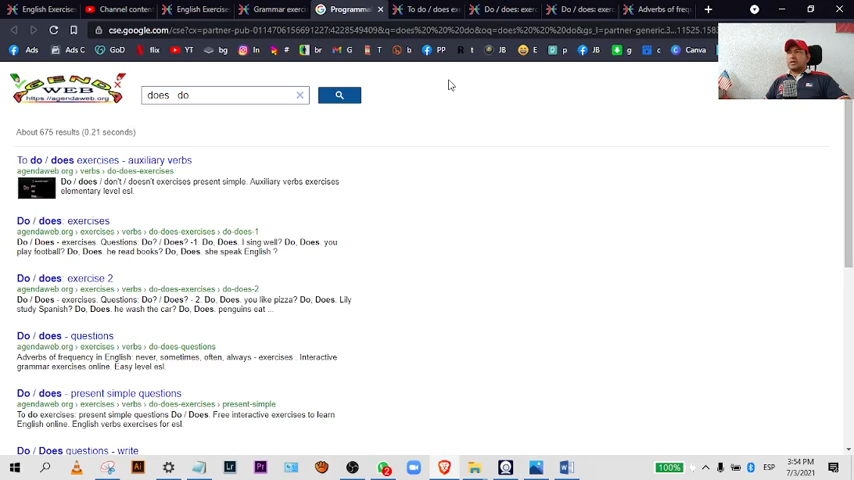 English Exercise
Channel content
English Exercise
Grammar exerc
Programma
To do / does ex
Do / does: exer
Do / does: exer
Adverbs of freq
cse.google.com/cse?cx=partner-pub-0114706156691227:4228549409&q=does%20%20%20do&oq=does%20%20%20do&gs_l=partner-generic.3...11525.158
Ads
Ads C
GoD
flix
YT
bg
IN
#
br
M
G
T
b
PP
JB
E
p
JB
g
c
Canva
AGENDA
WEB
https://agendaweb.org
does do
About 675 results (0.21 seconds)
To do / does exercises - auxiliary verbs
agendaweb.org › verbs › do-does-exercises
Do / does / don't / doesn't exercises present simple. Auxiliary verbs exercises
elementary level esl.
Do / does: exercises
agendaweb.org › exercises › verbs › do-does-exercises › do-does-1
Do / Does - exercises. Questions: Do? / Does? -1. Do, Does. I sing well? Do, Does. you
play football? Do, Does. he read books? Do, Does. she speak English ?
Do / does: exercise 2
agendaweb.org › exercises › verbs › do-does-exercises › do-does-2
Do / Does - exercises. Questions: Do? / Does? - 2. Do, Does. you like pizza? Do, Does. Lily
study Spanish? Do, Does. he wash the car? Do, Does. penguins eat ...
Do / does - questions
agendaweb.org › exercises › verbs › do-does-questions
Adverbs of frequency in English: never, sometimes, often, always - exercises . Interactive
grammar exercises online. Easy level esl.
Do / does - present simple questions
agendaweb.org › exercises › verbs › do-does-exercises › present-simple
To do exercises: present simple questions Do / Does. Free interactive exercises to learn
English online. English verbs exercises for esl.
Do / Does questions - write
100%
ESP
3:54 PM
7/3/2021